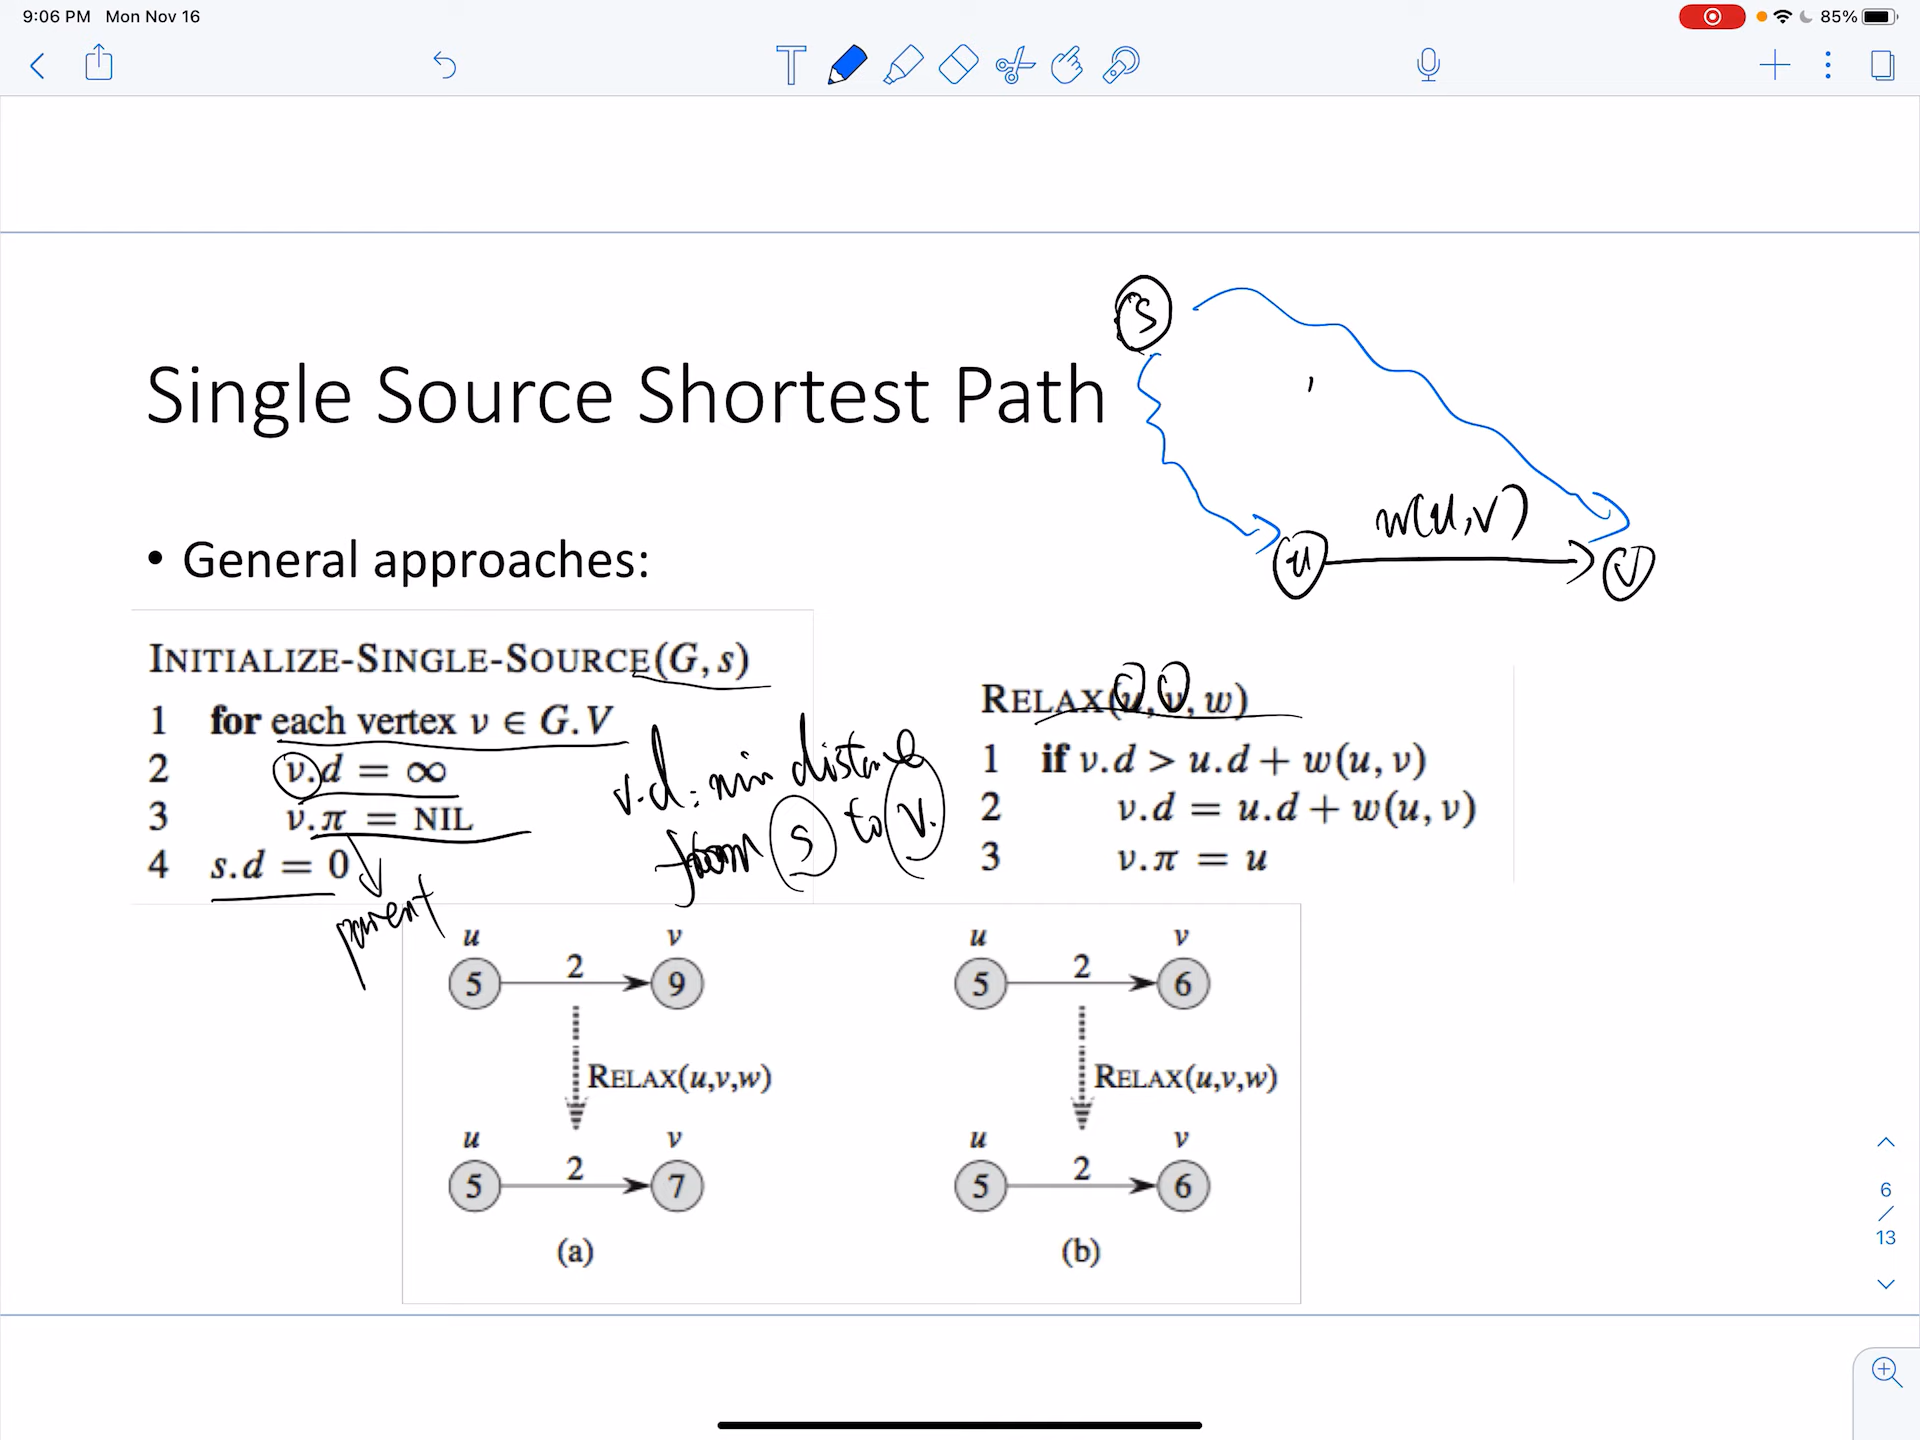 9:06 PM Mon Nov 16
85%
S
Single Source Shortest Path
w(u,v)
u
v
• General approaches:
INITIALIZE-SINGLE-SOURCE(G, s)
1 for each vertex v ∈ G.V
2 v.d = ∞
3 v.π = NIL
4 s.d = 0
parent
v.d: min distance
from s to v.
RELAX(u, v, w)
1 if v.d > u.d + w(u, v)
2 v.d = u.d + w(u, v)
3 v.π = u
u v u v
5 2 9 5 2 6
RELAX(u,v,w) RELAX(u,v,w)
u v u v
5 2 7 5 2 6
(a) (b)
6
/
13